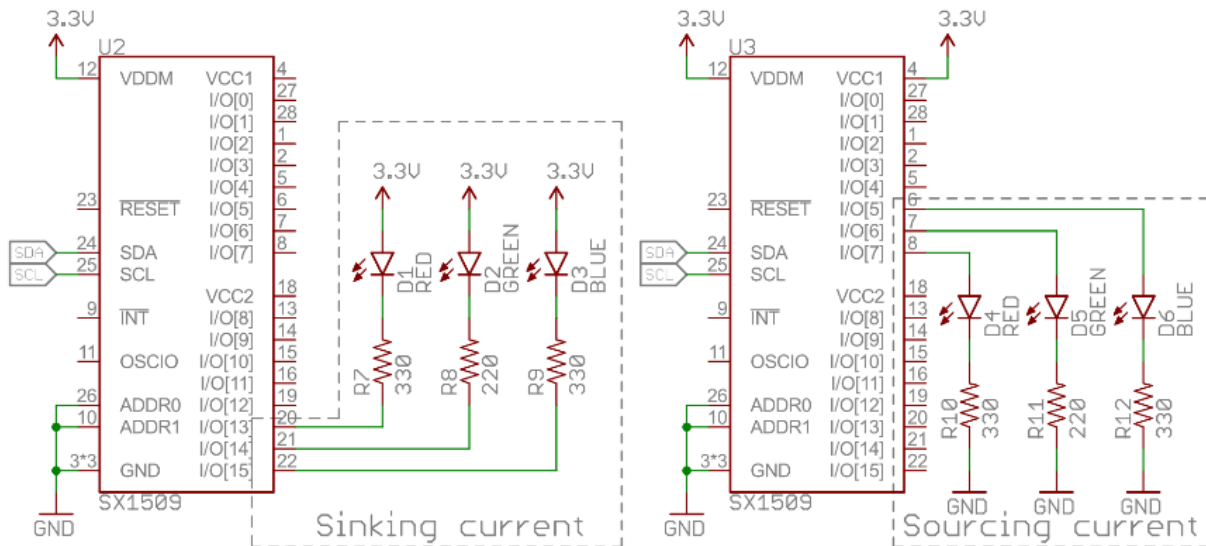 3.3V
U2
12 VDDM VCC1 4
I/O[0] 27
I/O[1] 28
I/O[2] 1
I/O[3] 2
I/O[4] 5
23 RESET I/O[5] 6
I/O[6] 7
SDA 24 SDA I/O[7] 8
SCL 25 SCL
VCC2 18
9 INT I/O[8] 13
I/O[9] 14
11 OSCIO I/O[10] 15
I/O[11] 16
26 ADDR0 I/O[12] 19
10 ADDR1 I/O[13] 20
I/O[14] 21
3*3 GND I/O[15] 22
SX1509
GND
3.3V 3.3V 3.3V
D1 RED
D2 GREEN
D3 BLUE
R7 330
R8 220
R9 330
Sinking current
3.3V 3.3V
U3
12 VDDM VCC1 4
I/O[0] 27
I/O[1] 28
I/O[2] 1
I/O[3] 2
I/O[4] 5
23 RESET I/O[5] 6
I/O[6] 7
SDA 24 SDA I/O[7] 8
SCL 25 SCL
VCC2 18
9 INT I/O[8] 13
I/O[9] 14
11 OSCIO I/O[10] 15
I/O[11] 16
26 ADDR0 I/O[12] 19
10 ADDR1 I/O[13] 20
I/O[14] 21
3*3 GND I/O[15] 22
SX1509
GND
D4 RED
D5 GREEN
D6 BLUE
R10 330
R11 220
R12 330
GND GND GND
Sourcing current